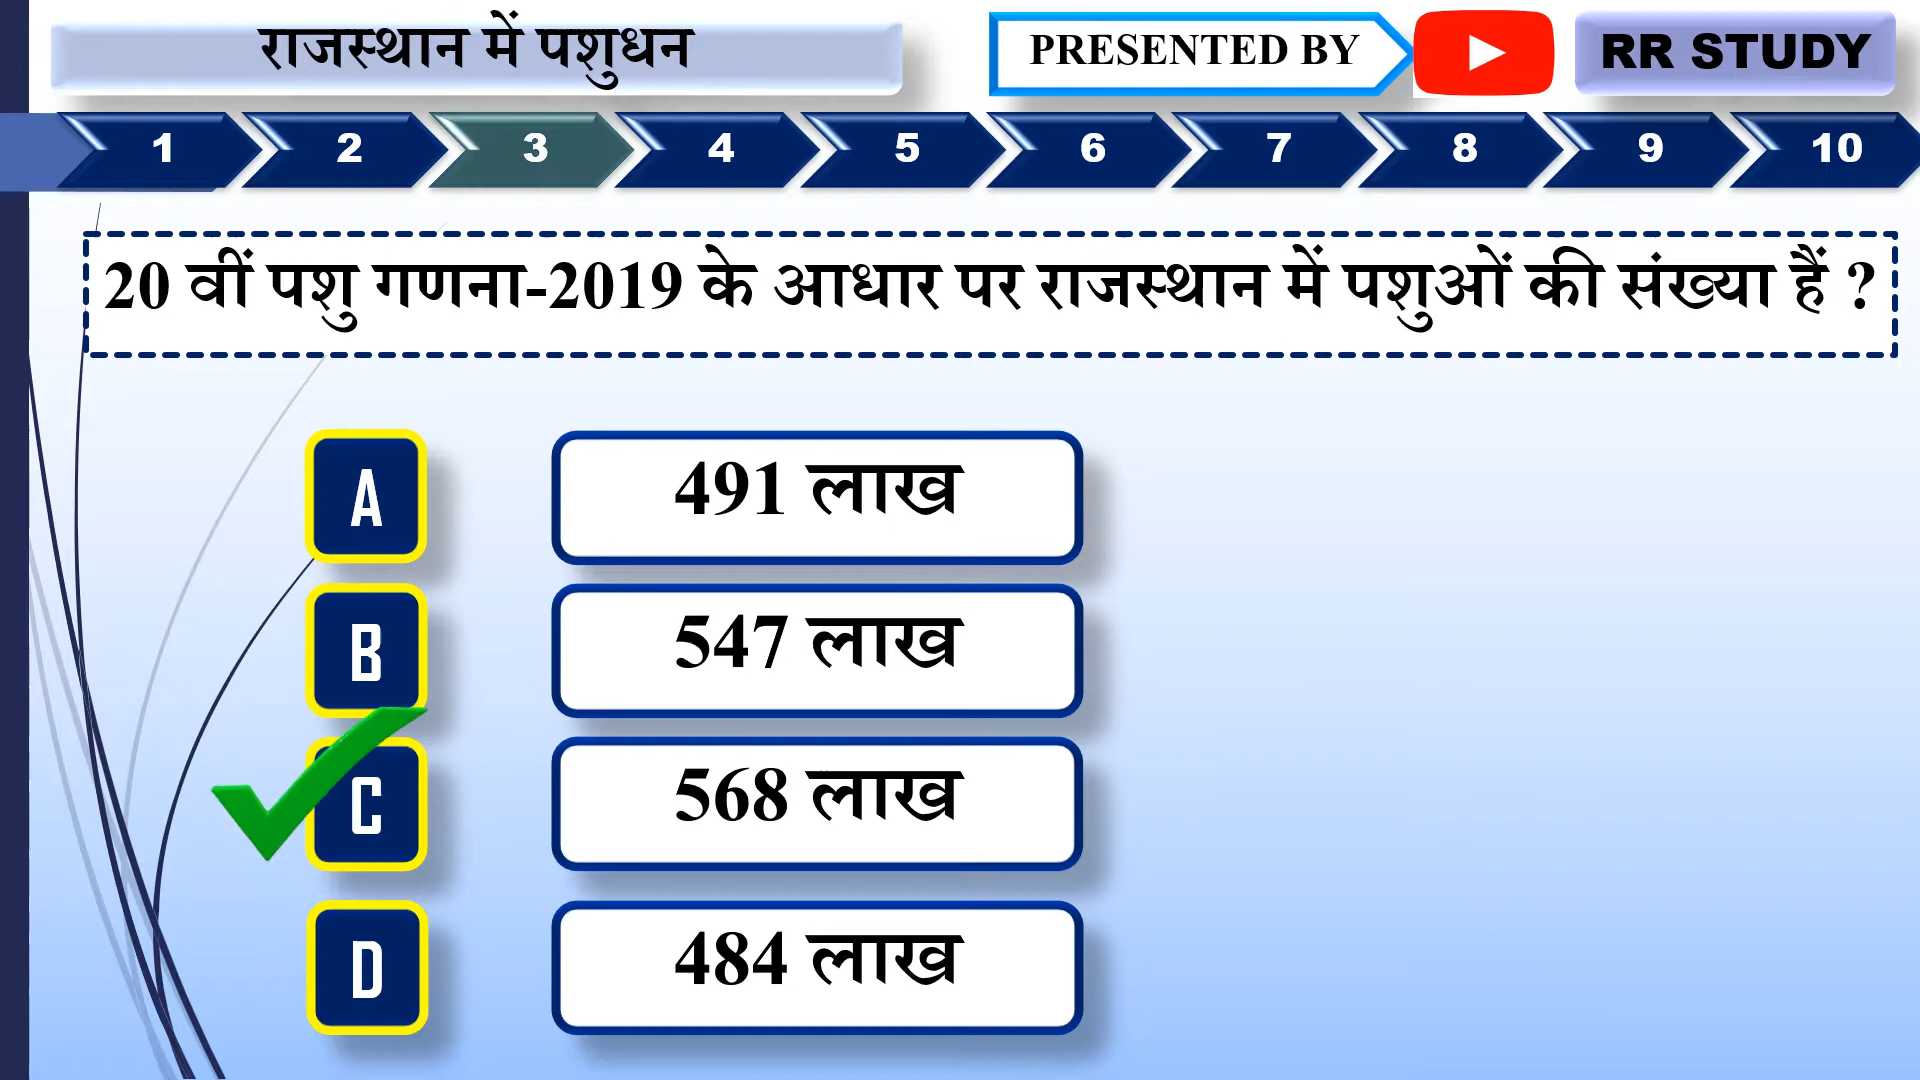 राजस्थान में पशुधन
PRESENTED BY
RR STUDY
1 2 3 4 5 6 7 8 9 10
20 वीं पशु गणना-2019 के आधार पर राजस्थान में पशुओं की संख्या हैं ?
A 491 लाख
B 547 लाख
C 568 लाख
D 484 लाख